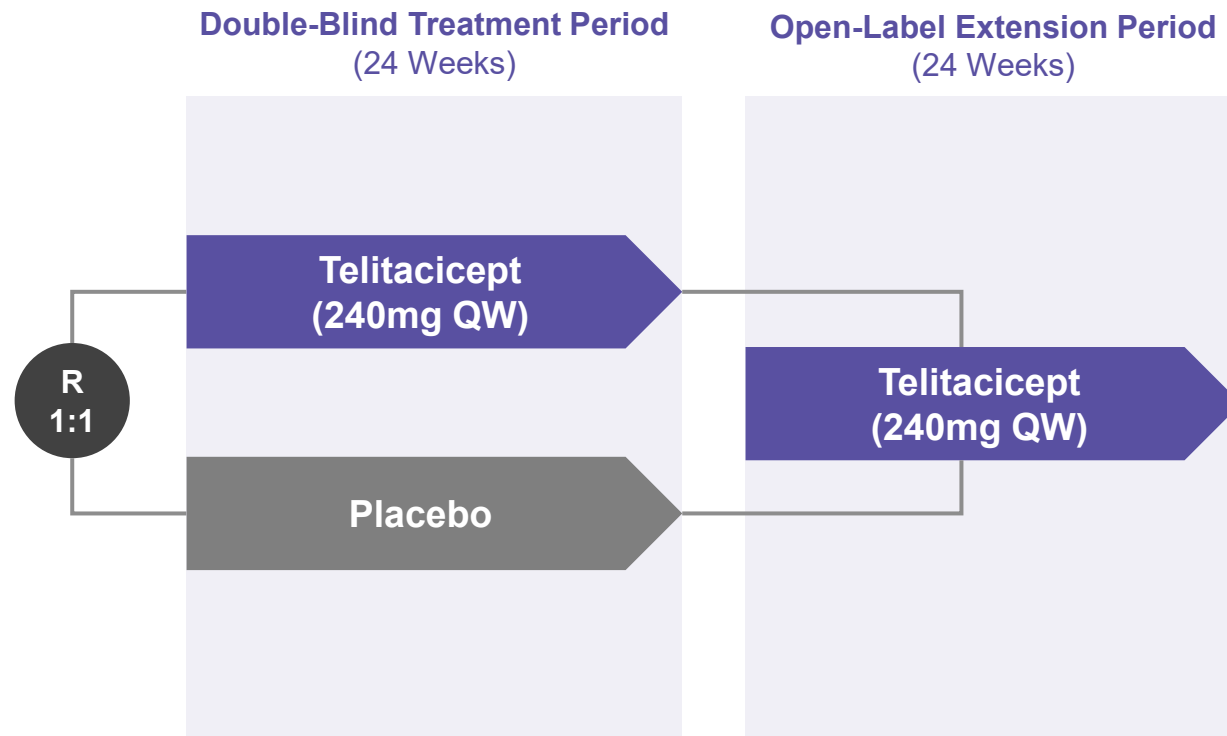 Double-Blind Treatment Period
(24 Weeks)
Open-Label Extension Period
(24 Weeks)
Telitacicept
(240mg QW)
R
1:1
Telitacicept
(240mg QW)
Placebo